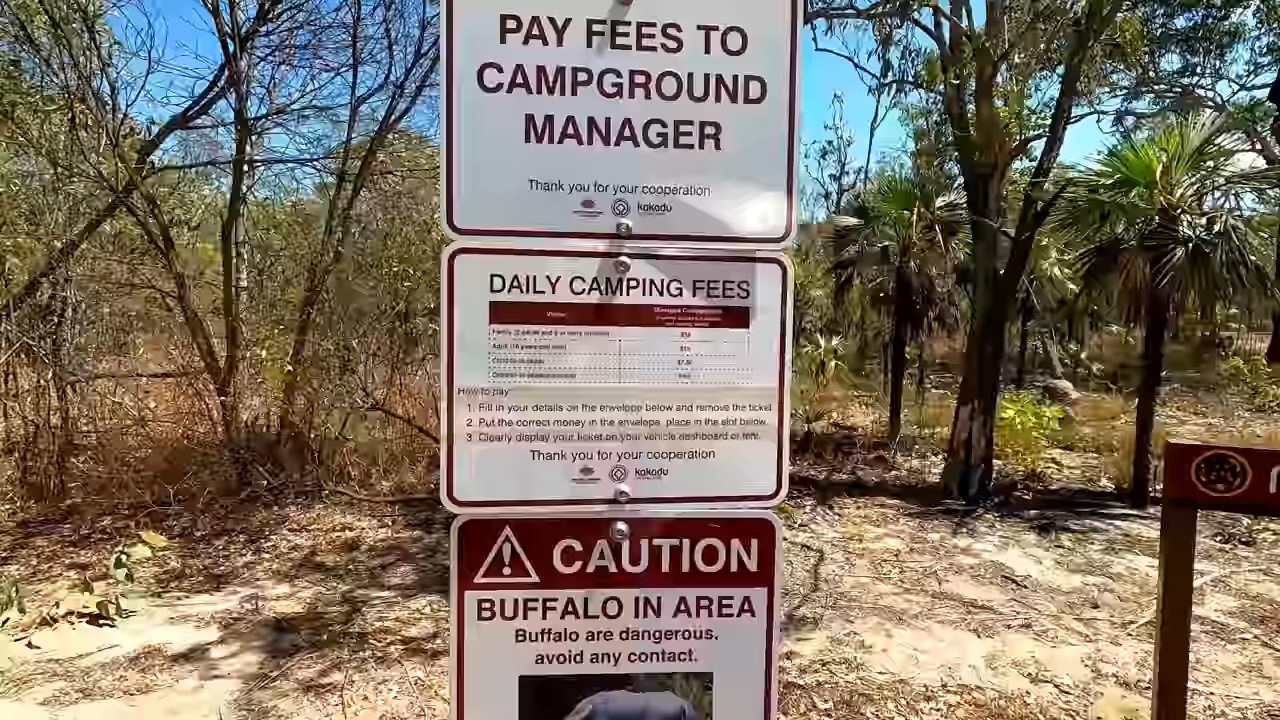 PAY FEES TO
CAMPGROUND
MANAGER
Thank you for your cooperation
kakadu
DAILY CAMPING FEES
Managed Campgrounds
How to pay
1. Fill in your details on the envelope below and remove the ticket
2. Put the correct money in the envelope, place in the slot below.
3. Clearly display your ticket on your vehicle dashboard or tent.
Thank you for your cooperation
kakadu
CAUTION
BUFFALO IN AREA
Buffalo are dangerous.
avoid any contact.